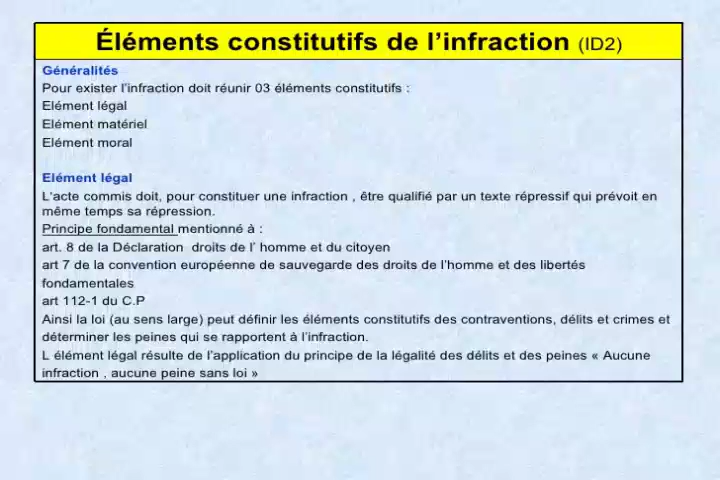 Éléments constitutifs de l’infraction (ID2)
Généralités
Pour exister l’infraction doit réunir 03 éléments constitutifs :
Elément légal
Elément matériel
Elément moral
Elément légal
L’acte commis doit, pour constituer une infraction , être qualifié par un texte répressif qui prévoit en
même temps sa répression.
Principe fondamental mentionné à :
art. 8 de la Déclaration droits de l’ homme et du citoyen
art 7 de la convention européenne de sauvegarde des droits de l’homme et des libertés
fondamentales
art 112-1 du C.P
Ainsi la loi (au sens large) peut définir les éléments constitutifs des contraventions, délits et crimes et
déterminer les peines qui se rapportent à l’infraction.
L élément légal résulte de l’application du principe de la légalité des délits et des peines « Aucune
infraction , aucune peine sans loi »